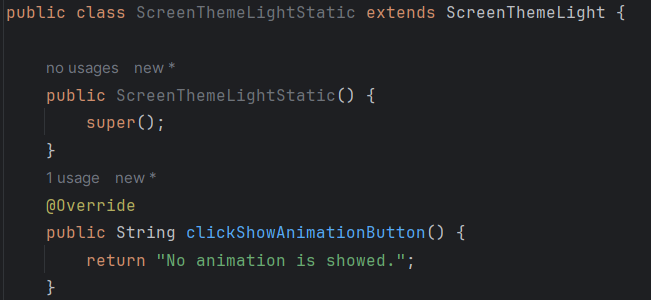 public class ScreenThemeLightStatic extends ScreenThemeLight {
no usages new *
public ScreenThemeLightStatic() {
super();
}
1 usage new *
@Override
public String clickShowAnimationButton() {
return "No animation is showed.";
}